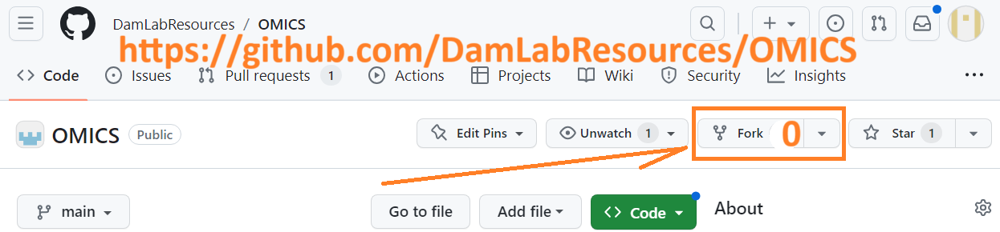 DamLabResources / OMICS
https://github.com/DamLabResources/OMICS
Code Issues Pull requests 1 Actions Projects Wiki Security Insights
OMICS Public Edit Pins Unwatch 1 Fork 0 Star 1
main Go to file Add file Code About